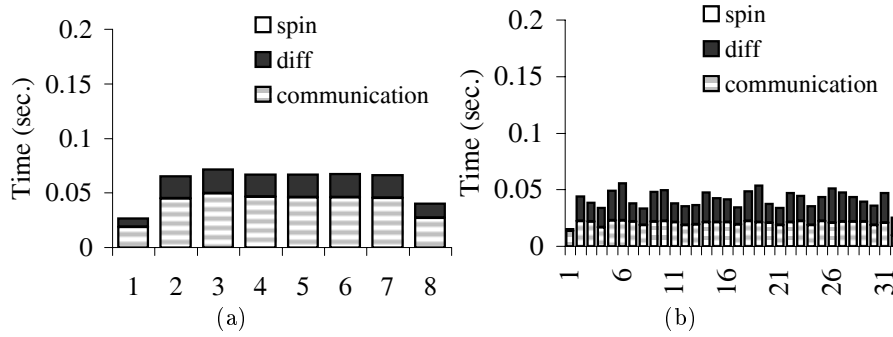 0.2
0.15
0.1
0.05
0
Time (sec.)
spin
diff
communication
1 2 3 4 5 6 7 8
(a)
0.2
0.15
0.1
0.05
0
Time (sec.)
spin
diff
communication
1 6 11 16 21 26 31
(b)